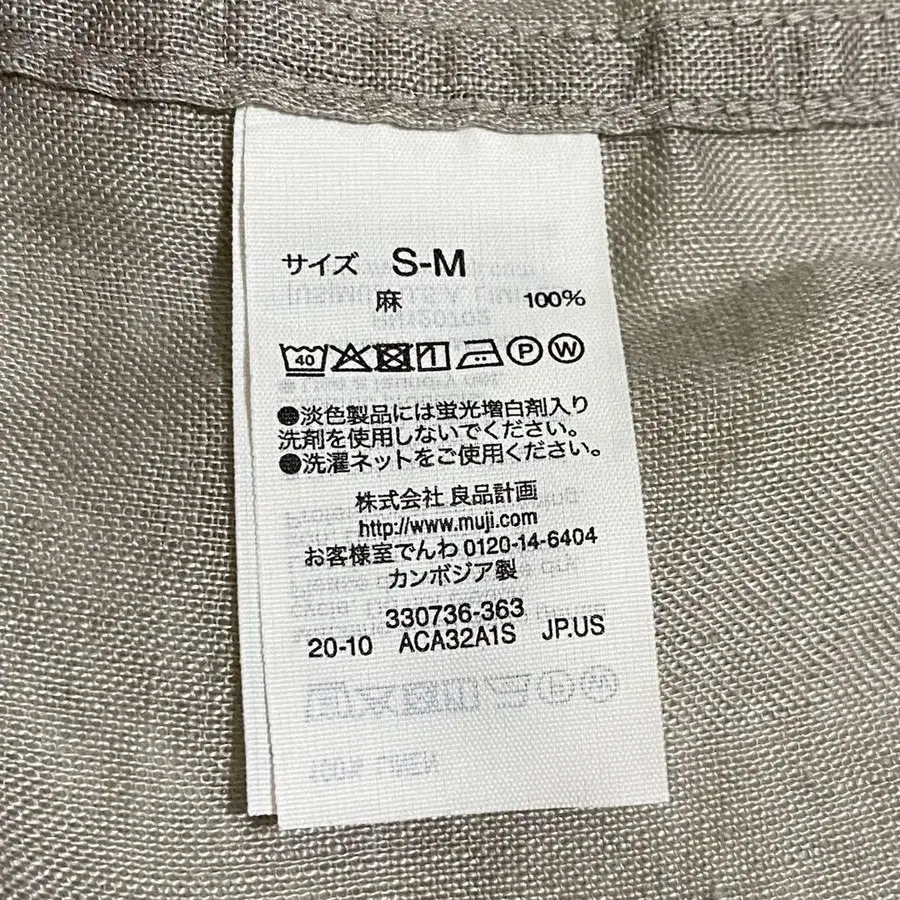 サイズ S-M
麻 100%
40 P W
●淡色製品には蛍光増白剤入り
洗剤を使用しないでください。
●洗濯ネットをご使用ください。
株式会社 良品計画
http://www.muji.com
お客様室でんわ 0120-14-6404
カンボジア製
330736-363
20-10 ACA32A1S JP.US
100% LINEN